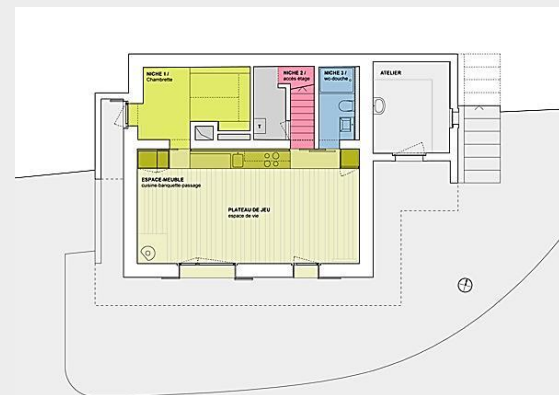 NICHE 1 /
Chambrette
NICHE 2 /
accès étage
NICHE 3 /
wc-douche
ATELIER
T
ESPACE-MEUBLE
cuisine-banquette-passage
PLATEAU DE JEU
espace de vie